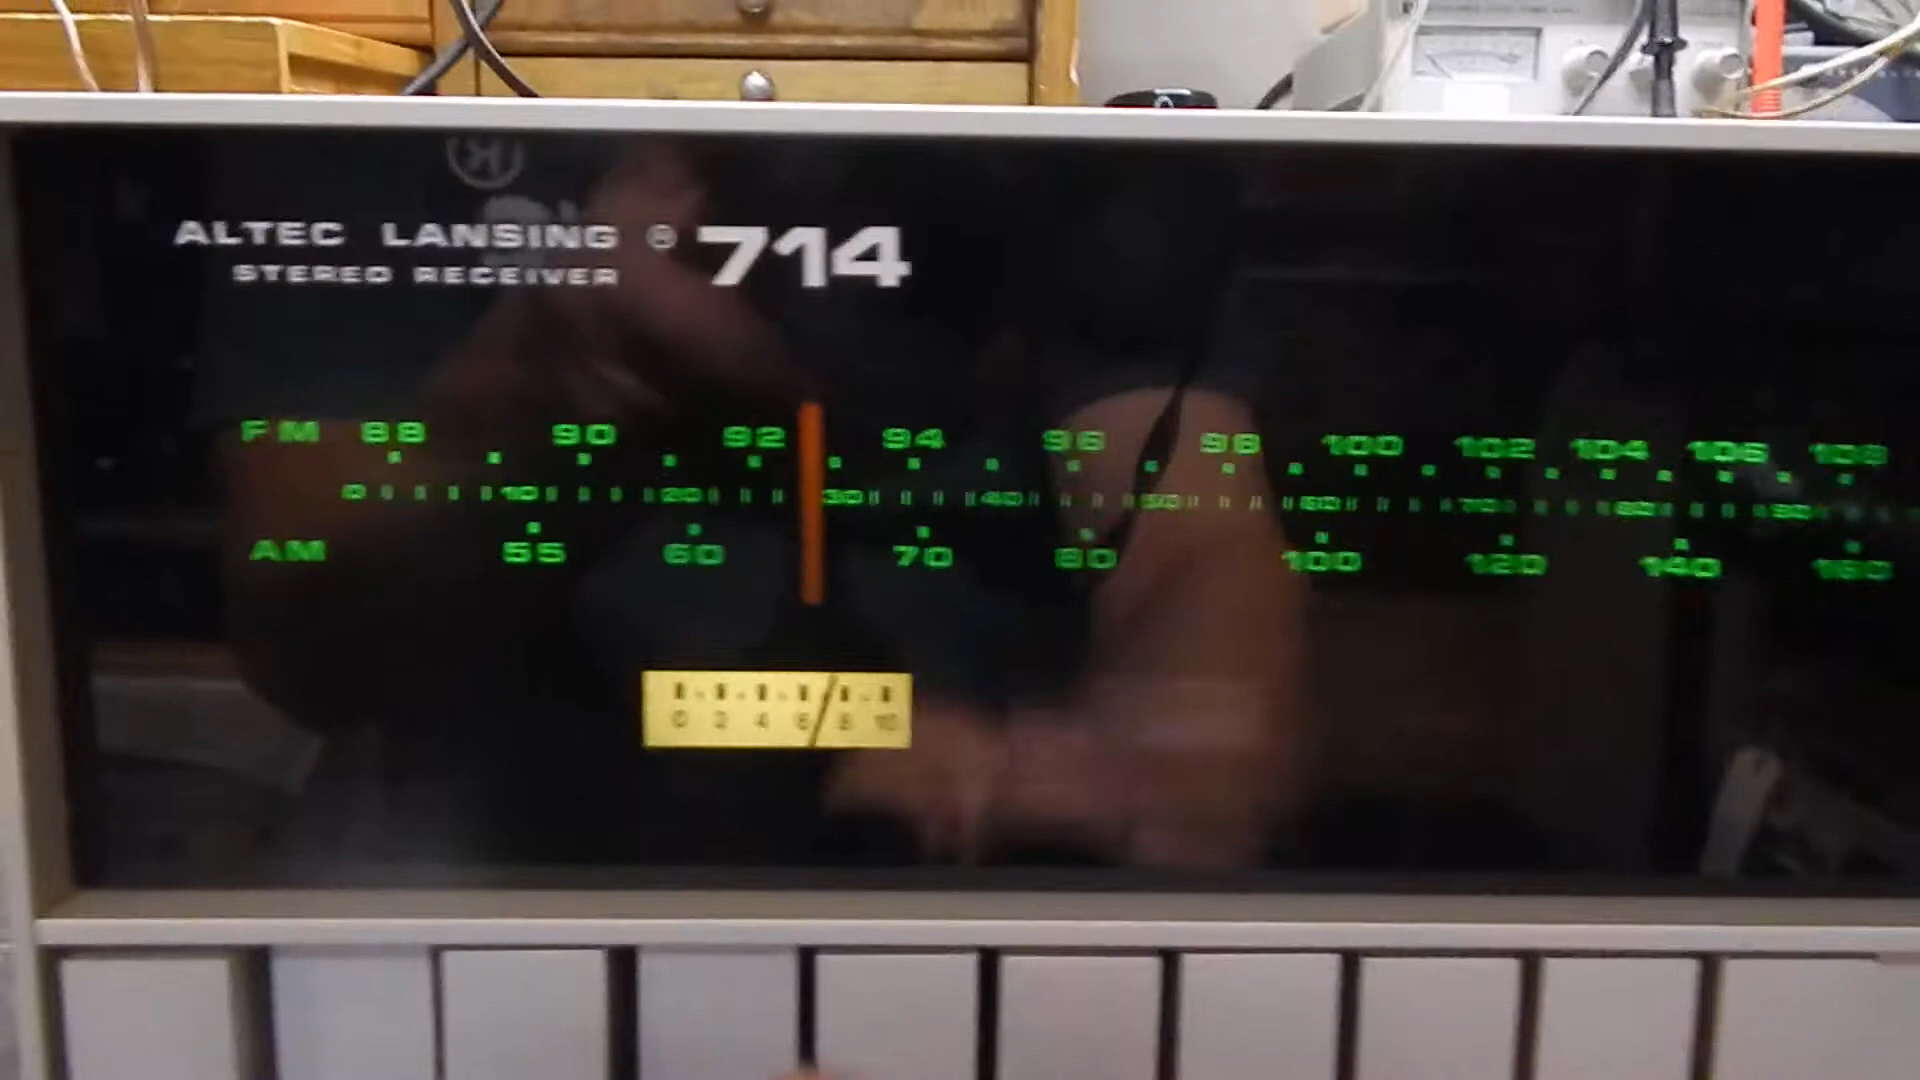 ALTEC LANSING ® 714
STEREO RECEIVER
FM 88 90 92 94 96 98 100 102 104 106 108
0 10 20 30 40 50 60 70 80 90
AM 55 60 70 80 100 120 140 160
0 2 4 6 8 10